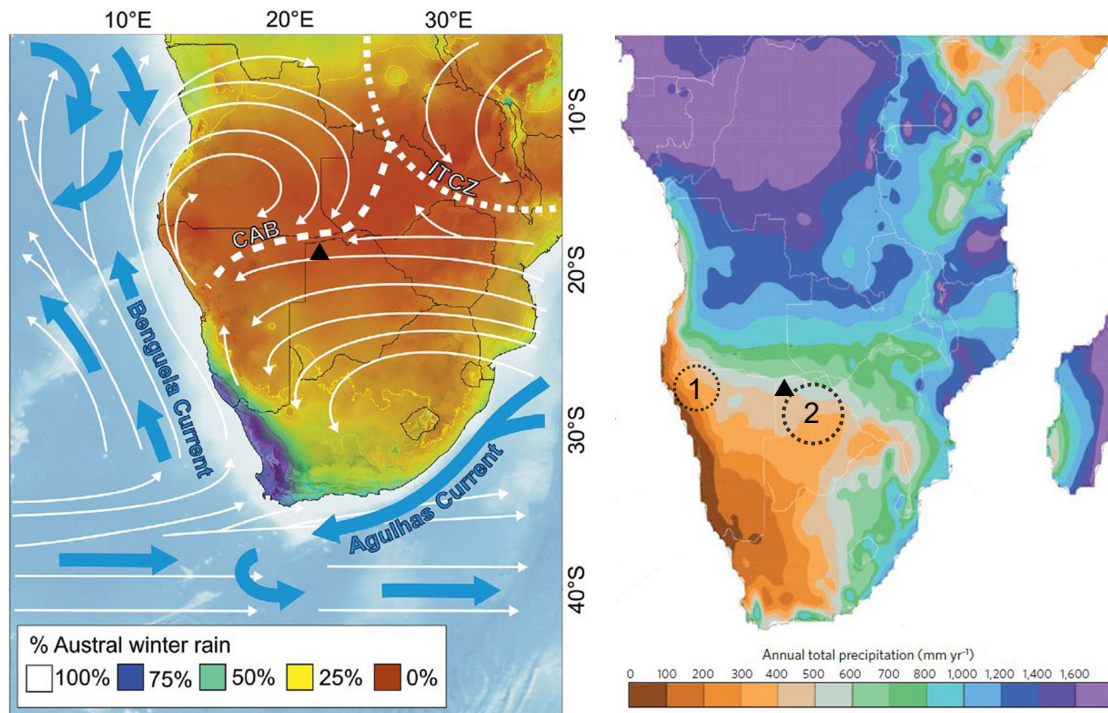 10°E 20°E 30°E
10°S
20°S
30°S
40°S
ITCZ
CAB
Benguela Current
Agulhas Current
% Austral winter rain
100% 75% 50% 25% 0%
1
2
Annual total precipitation (mm yr⁻¹)
0 100 200 300 400 500 600 700 800 1,000 1,200 1,400 1,600